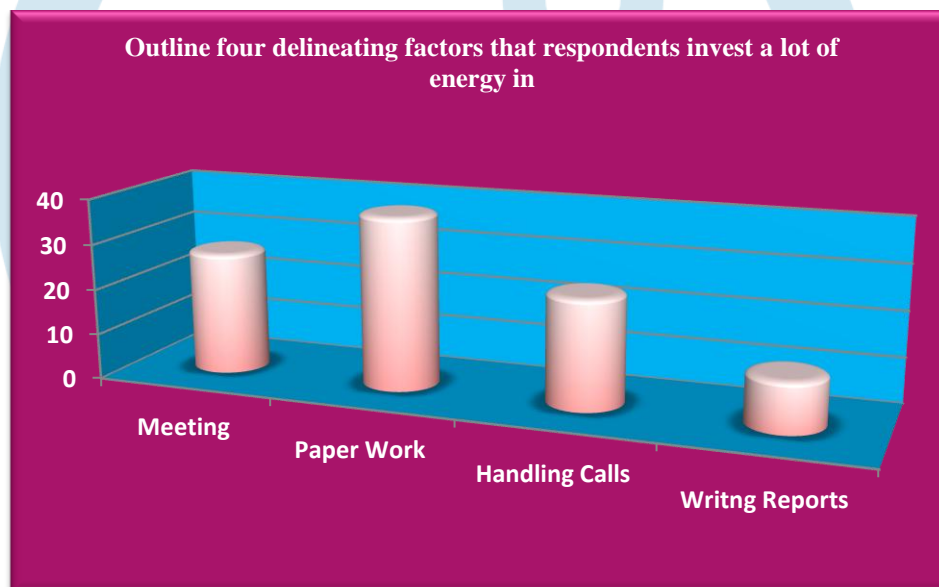 Outline four delineating factors that respondents invest a lot of
energy in
40
30
20
10
0
Meeting
Paper Work
Handling Calls
Writng Reports